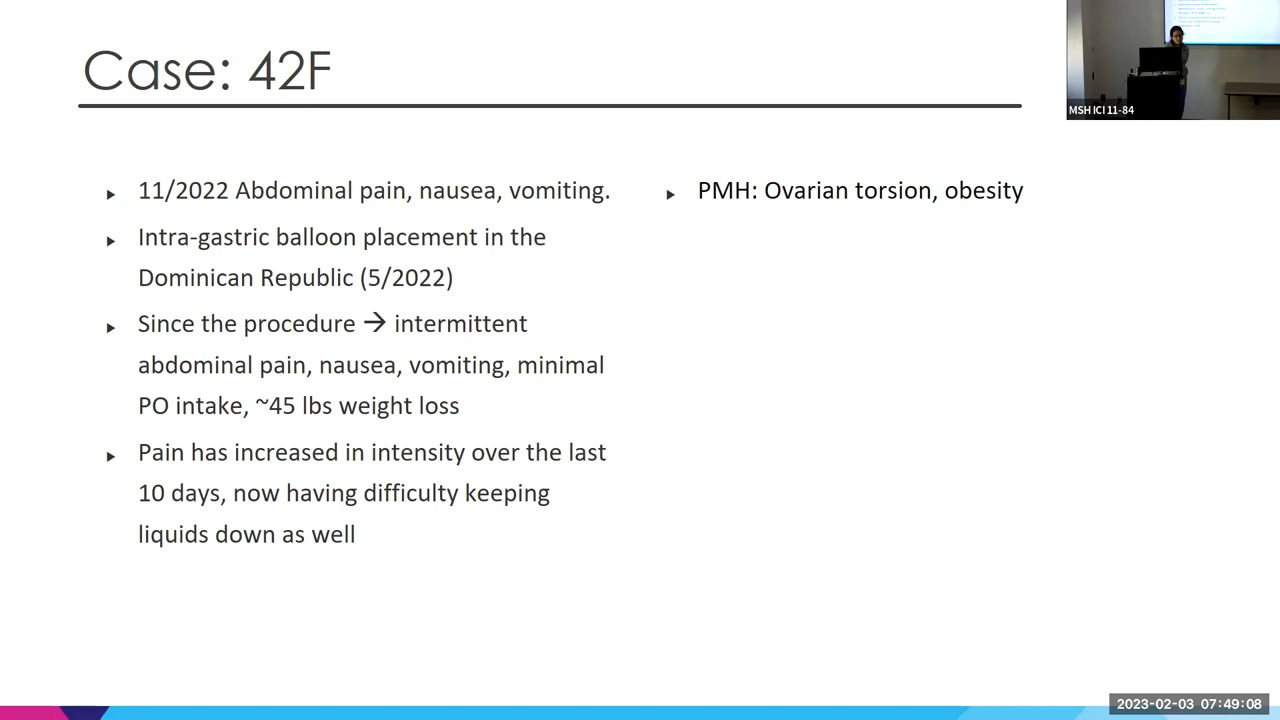 Case: 42F
11/2022 Abdominal pain, nausea, vomiting.
Intra-gastric balloon placement in the
Dominican Republic (5/2022)
Since the procedure → intermittent
abdominal pain, nausea, vomiting, minimal
PO intake, ~45 lbs weight loss
Pain has increased in intensity over the last
10 days, now having difficulty keeping
liquids down as well
PMH: Ovarian torsion, obesity
MSH ICI 11-84
2023-02-03 07:49:08